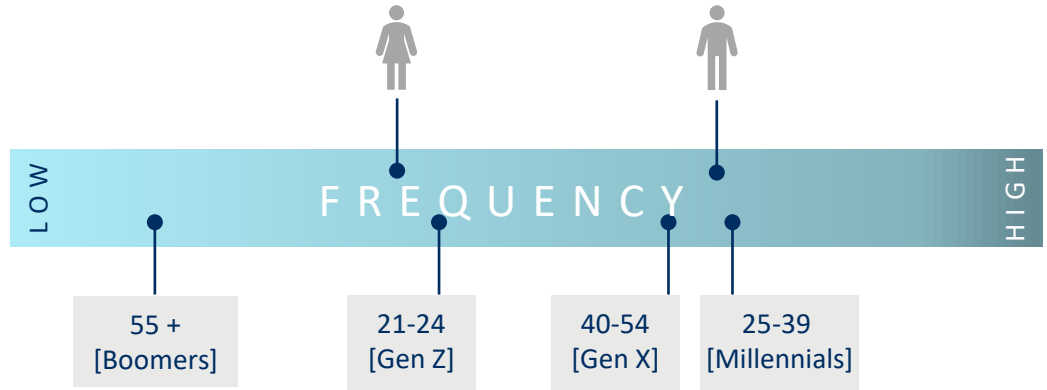 LOW
FREQUENCY
HIGH
55 +
[Boomers]
21-24
[Gen Z]
40-54
[Gen X]
25-39
[Millennials]